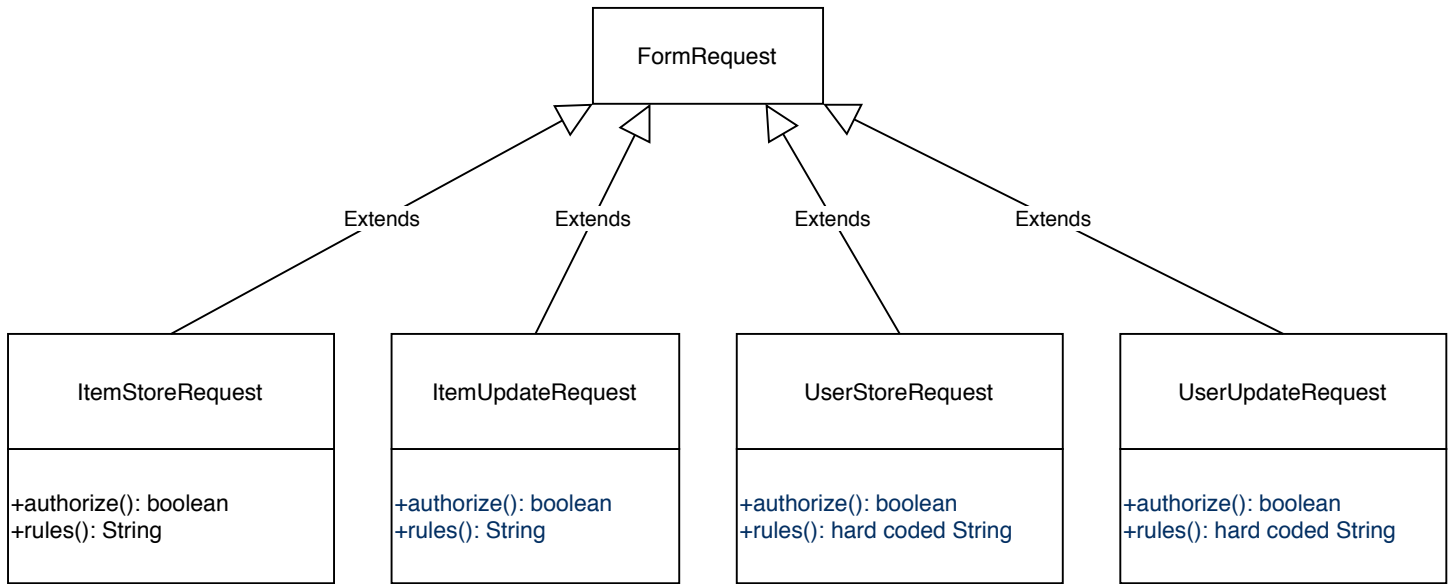 FormRequest
Extends
Extends
Extends
Extends
ItemStoreRequest
ItemUpdateRequest
UserStoreRequest
UserUpdateRequest
+authorize(): boolean
+rules(): String
+authorize(): boolean
+rules(): String
+authorize(): boolean
+rules(): hard coded String
+authorize(): boolean
+rules(): hard coded String